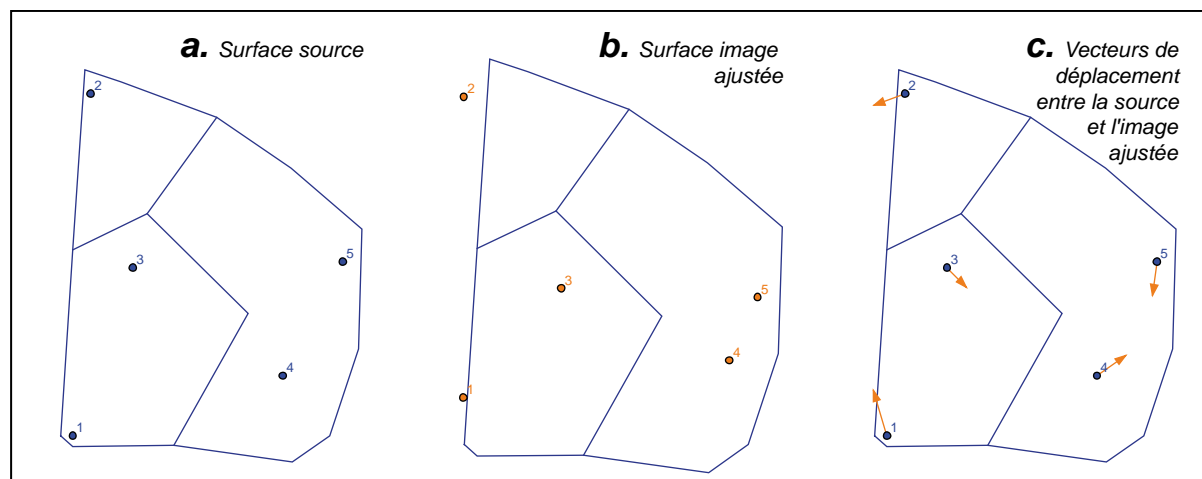 a. Surface source
2
3
5
4
1
b. Surface image
ajustée
2
3
5
4
1
c. Vecteurs de
déplacement
entre la source
et l'image
ajustée
2
3
5
4
1